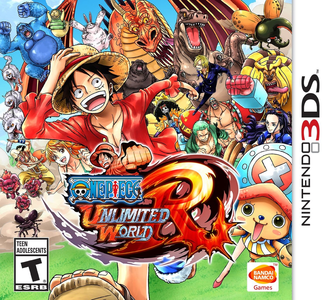 NINTENDO 3DS
ONE PIECE
UNLIMITED
WORLD
R
TEEN
ADOLESCENTS
T
ESRB
BANDAI
NAMCO
Games